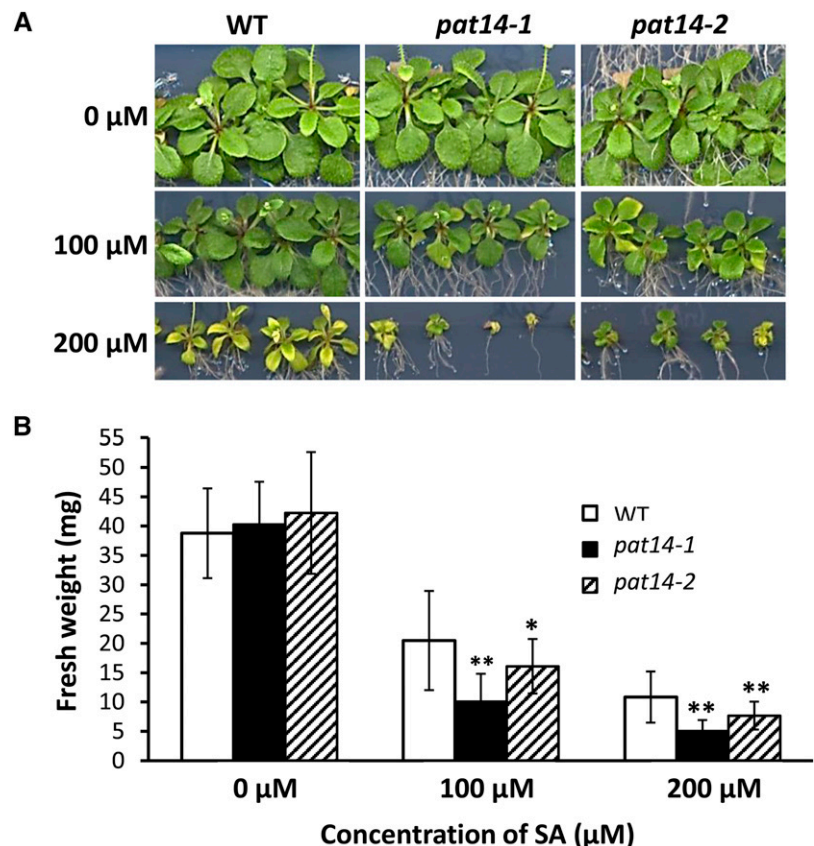 A
WT pat14-1 pat14-2
0 µM
100 µM
200 µM
B
55
50
45
40
35
30
25
20
15
10
5
0
Fresh weight (mg)
WT
pat14-1
pat14-2
** *
** **
0 µM 100 µM 200 µM
Concentration of SA (µM)